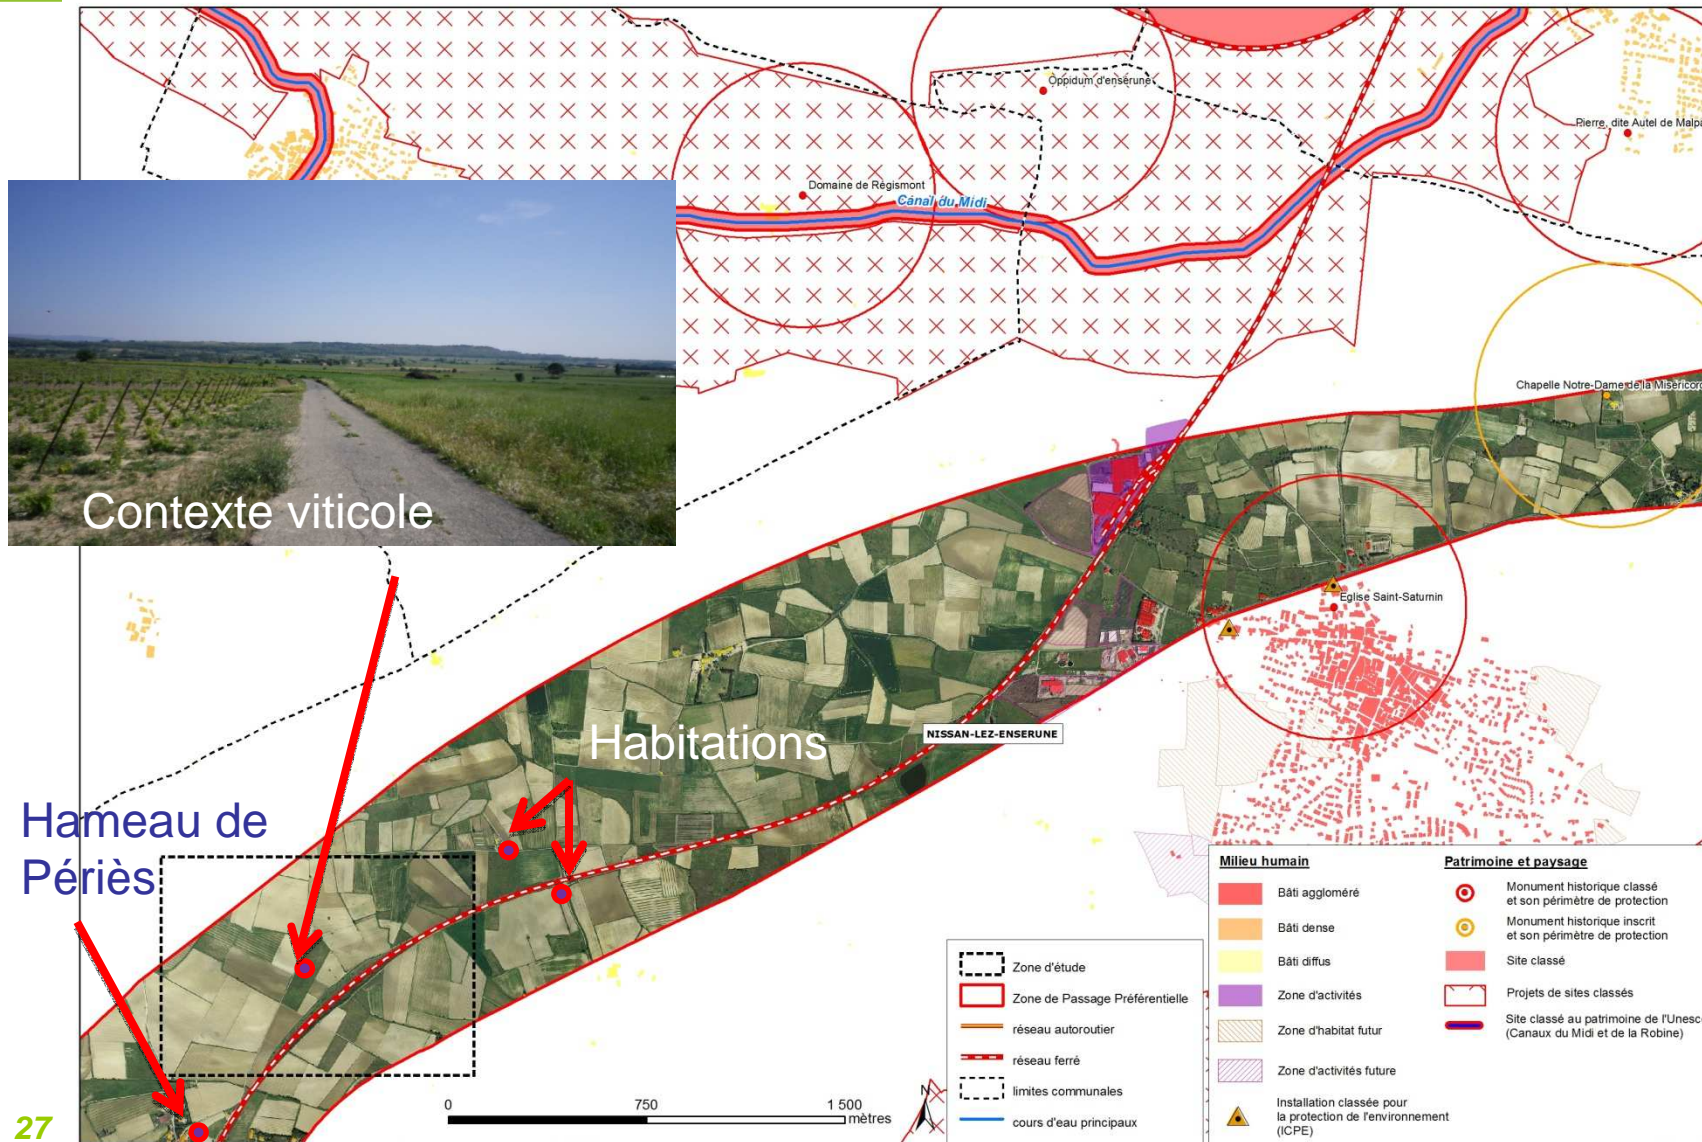 Oppidum d'enserune
Pierre, dite Autel de Malpa
Domaine de Régismont
Canal du Midi
Chapelle Notre-Dame de la Misericord
Contexte viticole
Eglise Saint-Saturnin
Habitations
NISSAN-LEZ-ENSERUNE
Hameau de
Périès
Milieu humain
Bâti aggloméré
Bâti dense
Bâti diffus
Zone d'activités
Zone d'habitat futur
Zone d'activités future
Installation classée pour
la protection de l'environnement
(ICPE)
Patrimoine et paysage
Monument historique classé
et son périmètre de protection
Monument historique inscrit
et son périmètre de protection
Site classé
Projets de sites classés
Site classé au patrimoine de l'Unesc
(Canaux du Midi et de la Robine)
Zone d'étude
Zone de Passage Préférentielle
réseau autoroutier
réseau ferré
limites communales
cours d'eau principaux
0 750 1 500
mètres
N
27